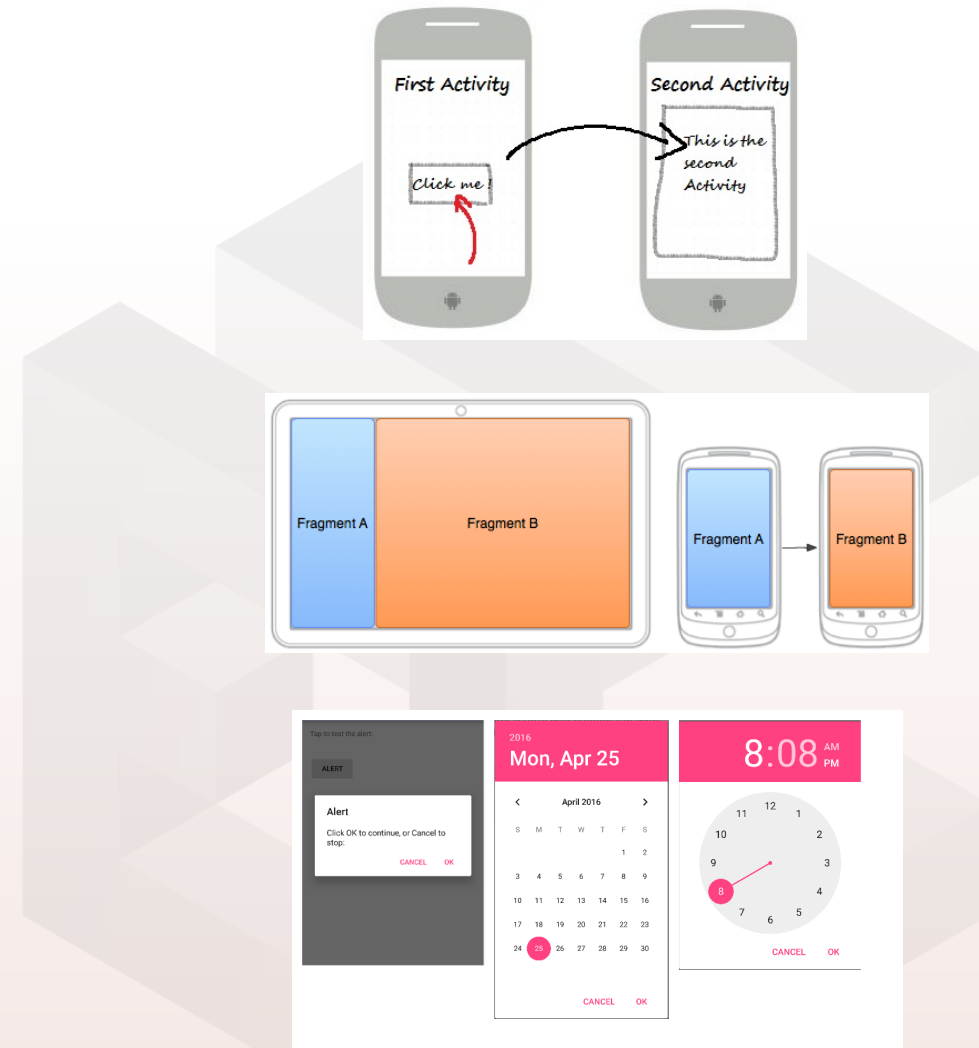 First Activity
Click me !
Second Activity
This is the
second
Activity
Fragment A
Fragment B
Fragment A
Fragment B
Tap to test the alert:
ALERT
Alert
Click OK to continue, or Cancel to
stop:
CANCEL OK
2016
Mon, Apr 25
April 2016
S M T W T F S
1 2
3 4 5 6 7 8 9
10 11 12 13 14 15 16
17 18 19 20 21 22 23
24 25 26 27 28 29 30
CANCEL OK
8:08 AM
PM
12
11 1
10 2
9 3
8 4
7 5
6
CANCEL OK